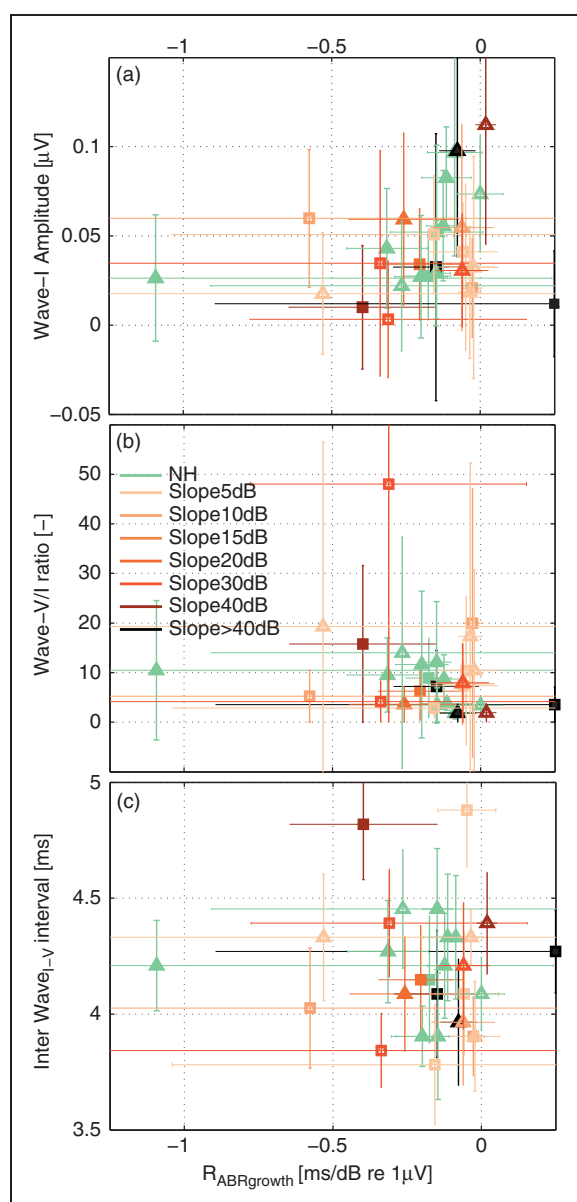 −1 −0.5 0
(a)
0.1
0.05
0
−0.05
Wave−I Amplitude [µV]
(b)
50
40
30
20
10
0
Wave−V/I ratio [−]
NH
Slope5dB
Slope10dB
Slope15dB
Slope20dB
Slope30dB
Slope40dB
Slope>40dB
(c)
5
4.5
4
3.5
Inter WaveI−V interval [ms]
−1 −0.5 0
RABRgrowth [ms/dB re 1µV]